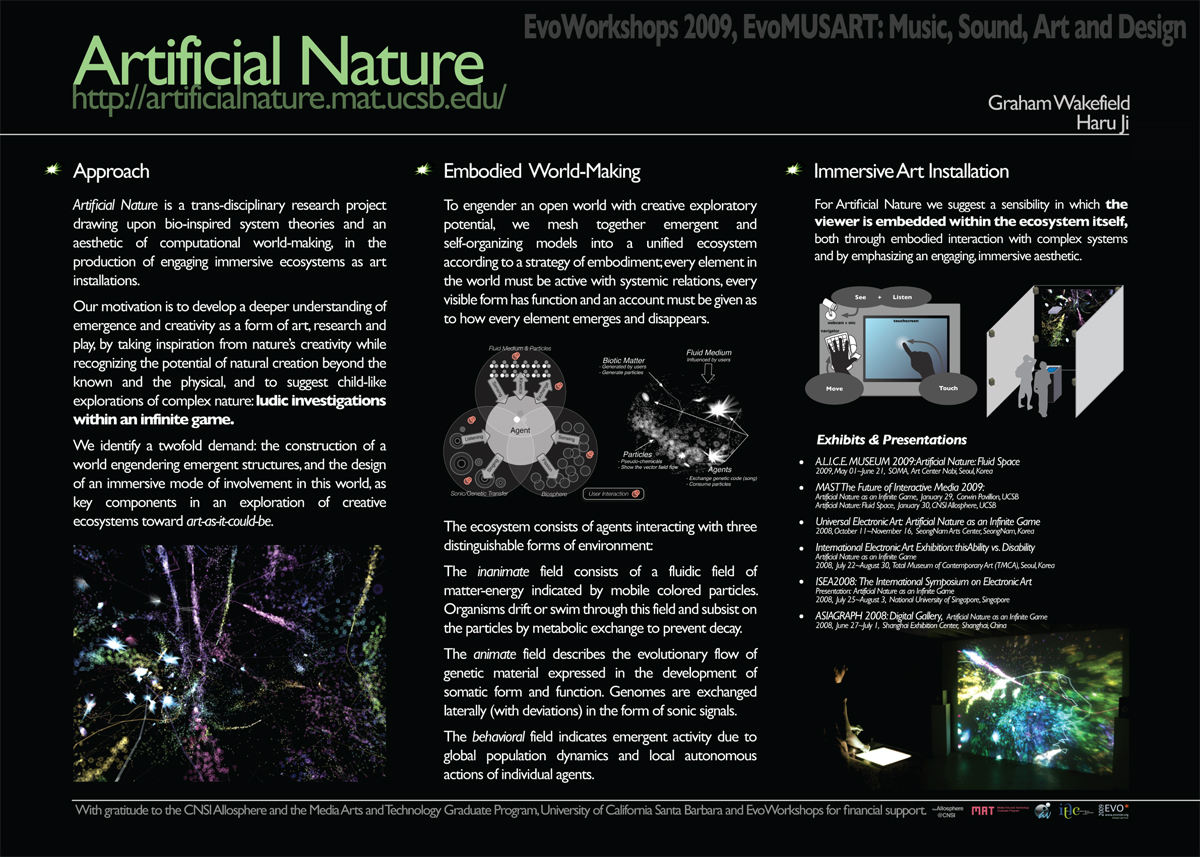 EvoWorkshops 2009, EvoMUSART: Music, Sound, Art and Design
Artificial Nature
http://artificialnature.mat.ucsb.edu/
Graham Wakefield
Haru Ji
Approach
Artificial Nature is a trans-disciplinary research project
drawing upon bio-inspired system theories and an
aesthetic of computational world-making, in the
production of engaging immersive ecosystems as art
installations.
Our motivation is to develop a deeper understanding of
emergence and creativity as a form of art, research and
play, by taking inspiration from nature's creativity while
recognizing the potential of natural creation beyond the
known and the physical, and to suggest child-like
explorations of complex nature: ludic investigations
within an infinite game.
We identify a twofold demand: the construction of a
world engendering emergent structures, and the design
of an immersive mode of involvement in this world, as
key components in an exploration of creative
ecosystems toward art-as-it-could-be.
Embodied World-Making
To engender an open world with creative exploratory
potential, we mesh together emergent and
self-organizing models into a unified ecosystem
according to a strategy of embodiment; every element in
the world must be active with systemic relations, every
visible form has function and an account must be given as
to how every element emerges and disappears.
Fluid Medium & Particles
Agent
Listening
Sensing
Sonic/Genetic Transfer
Biosphere
User Interaction
Biotic Matter
- Generated by users
- Generate particles
Fluid Medium
Influenced by users
Particles
- Pseudo-chemicals
- Show the vector field flow
Agents
- Exchange genetic code (song)
- Consume particles
The ecosystem consists of agents interacting with three
distinguishable forms of environment:
The inanimate field consists of a fluidic field of
matter-energy indicated by mobile colored particles.
Organisms drift or swim through this field and subsist on
the particles by metabolic exchange to prevent decay.
The animate field describes the evolutionary flow of
genetic material expressed in the development of
somatic form and function. Genomes are exchanged
laterally (with deviations) in the form of sonic signals.
The behavioral field indicates emergent activity due to
global population dynamics and local autonomous
actions of individual agents.
Immersive Art Installation
For Artificial Nature we suggest a sensibility in which the
viewer is embedded within the ecosystem itself,
both through embodied interaction with complex systems
and by emphasizing an engaging, immersive aesthetic.
See + Listen
webcam + mic
navigator
touchscreen
Move
Touch
Exhibits & Presentations
• A.L.I.C.E. MUSEUM 2009: Artificial Nature: Fluid Space
2009, May 01~June 21, SOMA, Art Center Nabi, Seoul, Korea
• MAST The Future of Interactive Media 2009:
Artificial Nature as an Infinite Game, January 29, Corwin Pavillion, UCSB
Artificial Nature: Fluid Space, January 30, CNSI Allosphere, UCSB
• Universal Electronic Art: Artificial Nature as an Infinite Game
2008, October 11~November 16, SeongNam Arts Center, SeongNam, Korea
• International Electronic Art Exhibition: thisAbility vs. Disability
Artificial Nature as an Infinite Game
2008, July 22~August 30, Total Museum of Contemporary Art (TMCA), Seoul, Korea
• ISEA2008: The International Symposium on Electronic Art
Presentation: Artificial Nature as an Infinite Game
2008, July 25~August 3, National University of Singapore, Singapore
• ASIAGRAPH 2008: Digital Gallery, Artificial Nature as an Infinite Game
2008, June 27~July 1, Shanghai Exhibition Center, Shanghai, China
With gratitude to the CNSI Allosphere and the Media Arts and Technology Graduate Program, University of California Santa Barbara and EvoWorkshops for financial support.
Allosphere
@CNSI
MAT
2009 EVO*